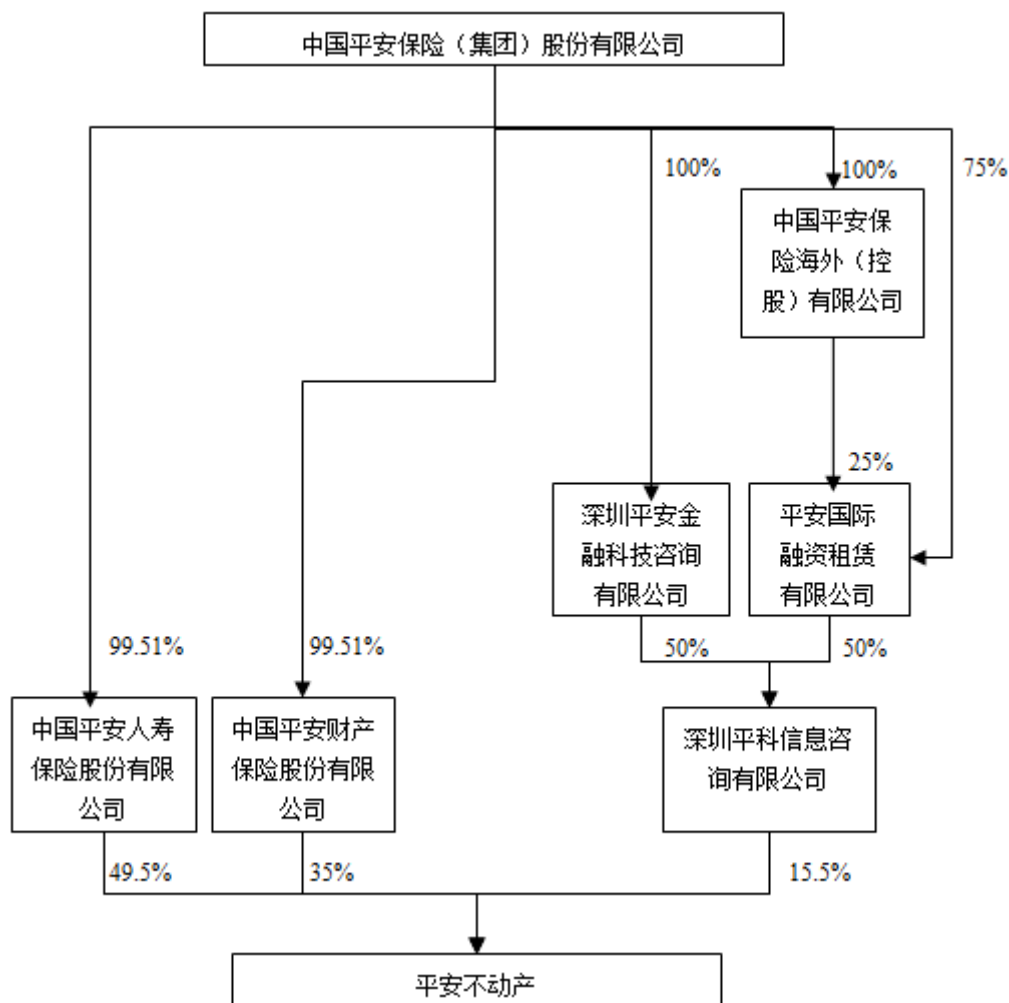 中国平安保险（集团）股份有限公司
100%
100%
75%
中国平安保
险海外（控
股）有限公司
25%
深圳平安金
融科技咨询
有限公司
平安国际
融资租赁
有限公司
99.51%
99.51%
50%
50%
中国平安人寿
保险股份有限
公司
中国平安财产
保险股份有限
公司
深圳平科信息咨
询有限公司
49.5%
35%
15.5%
平安不动产